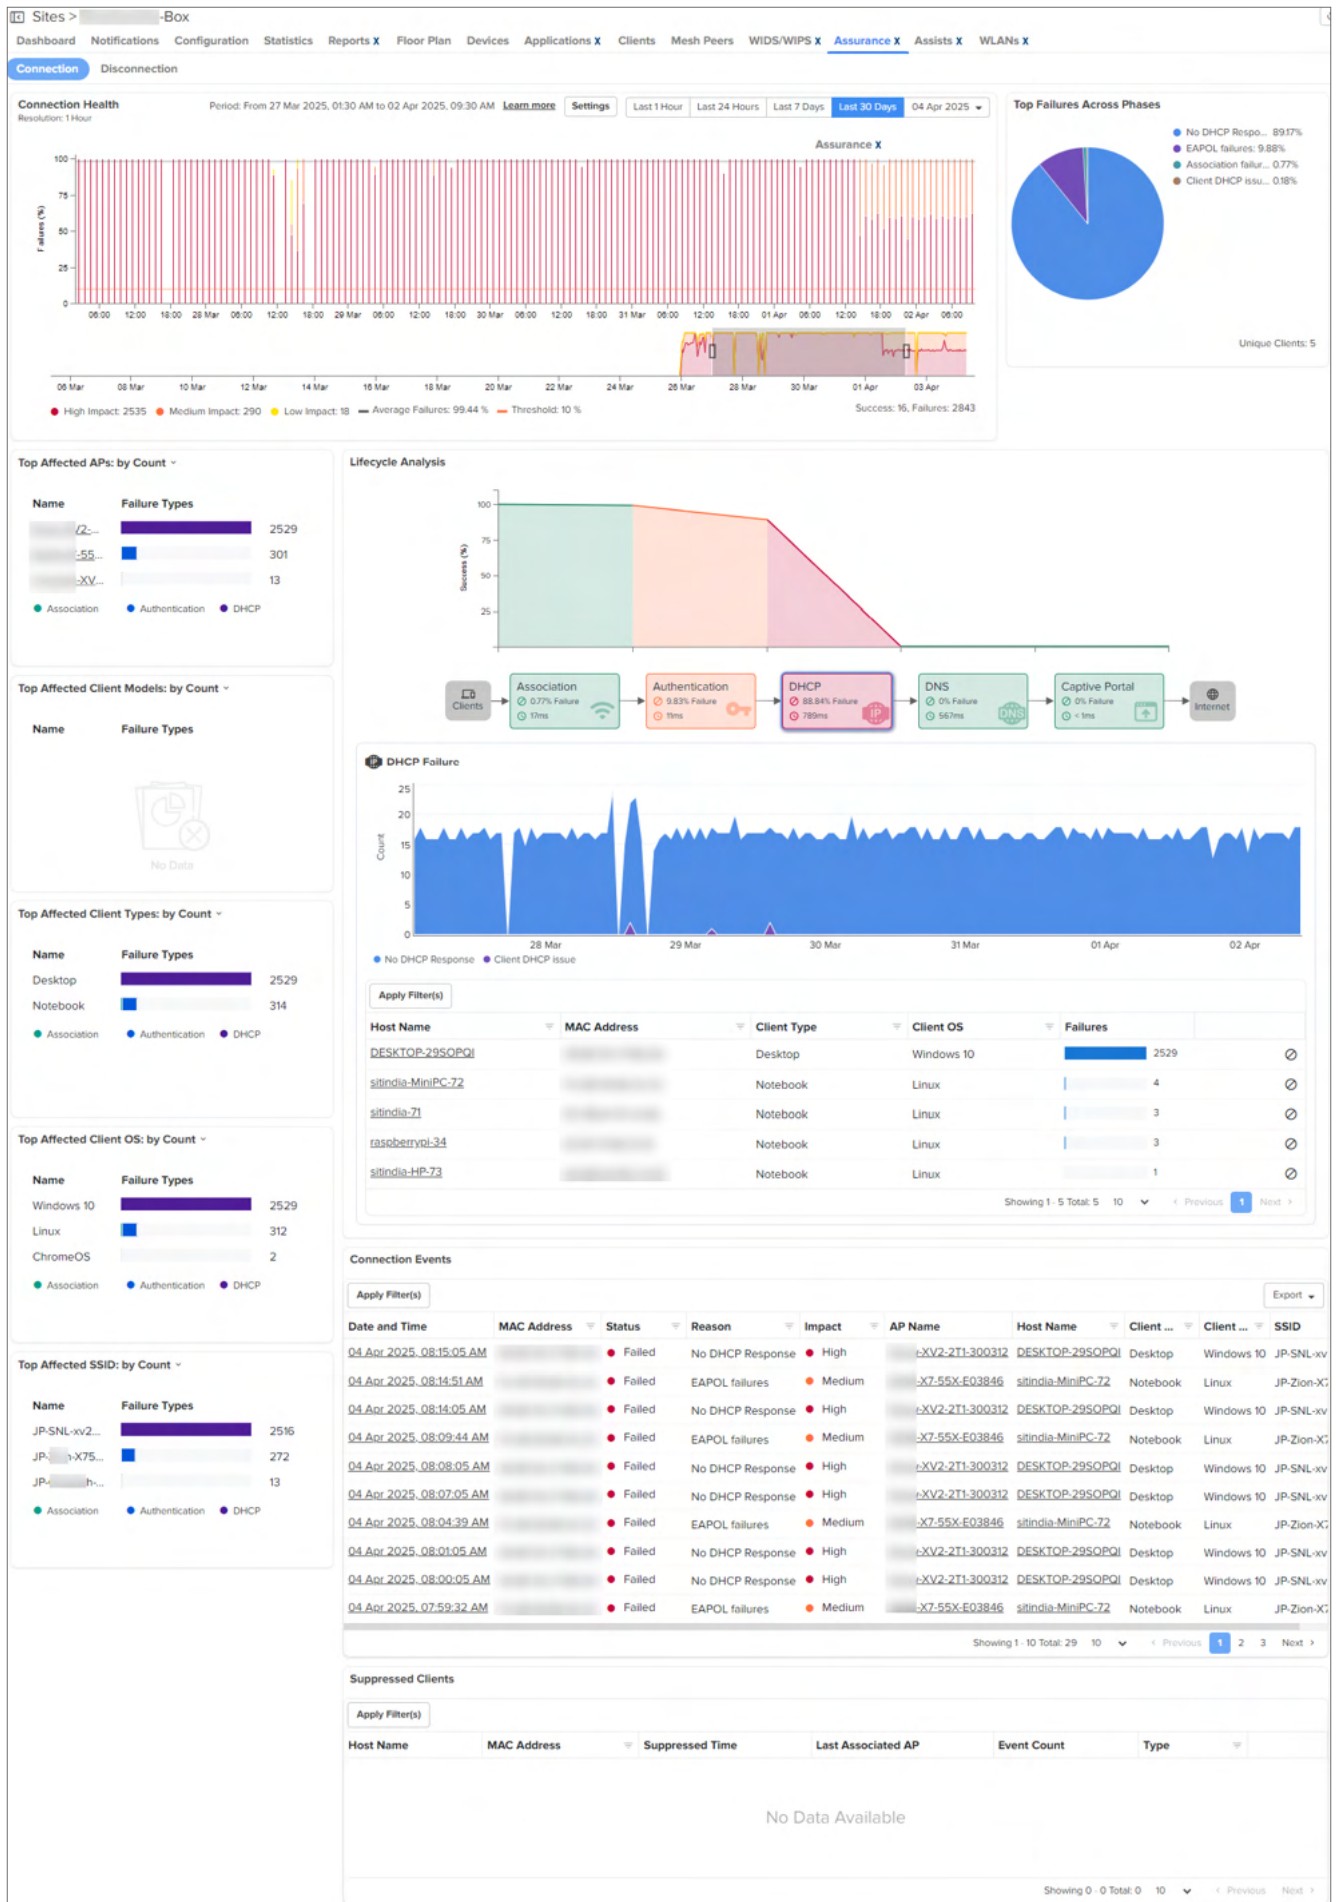 Sites > -Box
Dashboard Notifications Configuration Statistics Reports X Floor Plan Devices Applications X Clients Mesh Peers WIDS/WIPS X Assurance X Assists X WLANs X
Connection Disconnection
Connection Health
Resolution: 1 Hour
Period: From 27 Mar 2025, 01:30 AM to 02 Apr 2025, 09:30 AM Learn more Settings Last 1 Hour Last 24 Hours Last 7 Days Last 30 Days 04 Apr 2025
Assurance X
Failures (%)
100
75
50
25
0
06:00 12:00 18:00 28 Mar 06:00 12:00 18:00 29 Mar 06:00 12:00 18:00 30 Mar 06:00 12:00 18:00 31 Mar 06:00 12:00 18:00 01 Apr 06:00 12:00 18:00 02 Apr 06:00
06 Mar 08 Mar 10 Mar 12 Mar 14 Mar 16 Mar 18 Mar 20 Mar 22 Mar 24 Mar 26 Mar 28 Mar 30 Mar 01 Apr 03 Apr
High Impact: 2535 Medium Impact: 290 Low Impact: 18 Average Failures: 99.44 % Threshold: 10 %
Success: 16, Failures: 2843
Top Failures Across Phases
No DHCP Respo... 89.17%
EAPOL failures: 9.88%
Association failur... 0.77%
Client DHCP issu... 0.18%
Unique Clients: 5
Top Affected APs: by Count
Name Failure Types
/2-... 2529
-55... 301
-XV... 13
Association Authentication DHCP
Top Affected Client Models: by Count
Name Failure Types
No Data
Top Affected Client Types: by Count
Name Failure Types
Desktop 2529
Notebook 314
Association Authentication DHCP
Top Affected Client OS: by Count
Name Failure Types
Windows 10 2529
Linux 312
ChromeOS 2
Association Authentication DHCP
Top Affected SSID: by Count
Name Failure Types
JP-SNL-xv2... 2516
JP- n-X75... 272
JP- h-... 13
Association Authentication DHCP
Lifecycle Analysis
Success (%)
100
75
50
25
Clients
Association
0.77% Failure
17ms
Authentication
9.83% Failure
11ms
DHCP
88.84% Failure
789ms
IP
DNS
0% Failure
567ms
DNS
Captive Portal
0% Failure
< 1ms
Internet
IP DHCP Failure
Count
25
20
15
10
5
0
28 Mar 29 Mar 30 Mar 31 Mar 01 Apr 02 Apr
No DHCP Response Client DHCP issue
Apply Filter(s)
Host Name MAC Address Client Type Client OS Failures
DESKTOP-29SOPQI Desktop Windows 10 2529
sitindia-MiniPC-72 Notebook Linux 4
sitindia-71 Notebook Linux 3
raspberrypi-34 Notebook Linux 3
sitindia-HP-73 Notebook Linux 1
Showing 1 - 5 Total: 5 10 < Previous 1 Next >
Connection Events
Apply Filter(s) Export
Date and Time MAC Address Status Reason Impact AP Name Host Name Client ... Client ... SSID
04 Apr 2025, 08:15:05 AM Failed No DHCP Response High -XV2-2T1-300312 DESKTOP-29SOPQI Desktop Windows 10 JP-SNL-xv
04 Apr 2025, 08:14:51 AM Failed EAPOL failures Medium -X7-55X-E03846 sitindia-MiniPC-72 Notebook Linux JP-Zion-X7
04 Apr 2025, 08:14:05 AM Failed No DHCP Response High -XV2-2T1-300312 DESKTOP-29SOPQI Desktop Windows 10 JP-SNL-xv
04 Apr 2025, 08:09:44 AM Failed EAPOL failures Medium -X7-55X-E03846 sitindia-MiniPC-72 Notebook Linux JP-Zion-X7
04 Apr 2025, 08:08:05 AM Failed No DHCP Response High -XV2-2T1-300312 DESKTOP-29SOPQI Desktop Windows 10 JP-SNL-xv
04 Apr 2025, 08:07:05 AM Failed No DHCP Response High -XV2-2T1-300312 DESKTOP-29SOPQI Desktop Windows 10 JP-SNL-xv
04 Apr 2025, 08:04:39 AM Failed EAPOL failures Medium -X7-55X-E03846 sitindia-MiniPC-72 Notebook Linux JP-Zion-X7
04 Apr 2025, 08:01:05 AM Failed No DHCP Response High -XV2-2T1-300312 DESKTOP-29SOPQI Desktop Windows 10 JP-SNL-xv
04 Apr 2025, 08:00:05 AM Failed No DHCP Response High -XV2-2T1-300312 DESKTOP-29SOPQI Desktop Windows 10 JP-SNL-xv
04 Apr 2025, 07:59:32 AM Failed EAPOL failures Medium -X7-55X-E03846 sitindia-MiniPC-72 Notebook Linux JP-Zion-X7
Showing 1 - 10 Total: 29 10 < Previous 1 2 3 Next >
Suppressed Clients
Apply Filter(s)
Host Name MAC Address Suppressed Time Last Associated AP Event Count Type
No Data Available
Showing 0 - 0 Total: 0 10 < Previous Next >